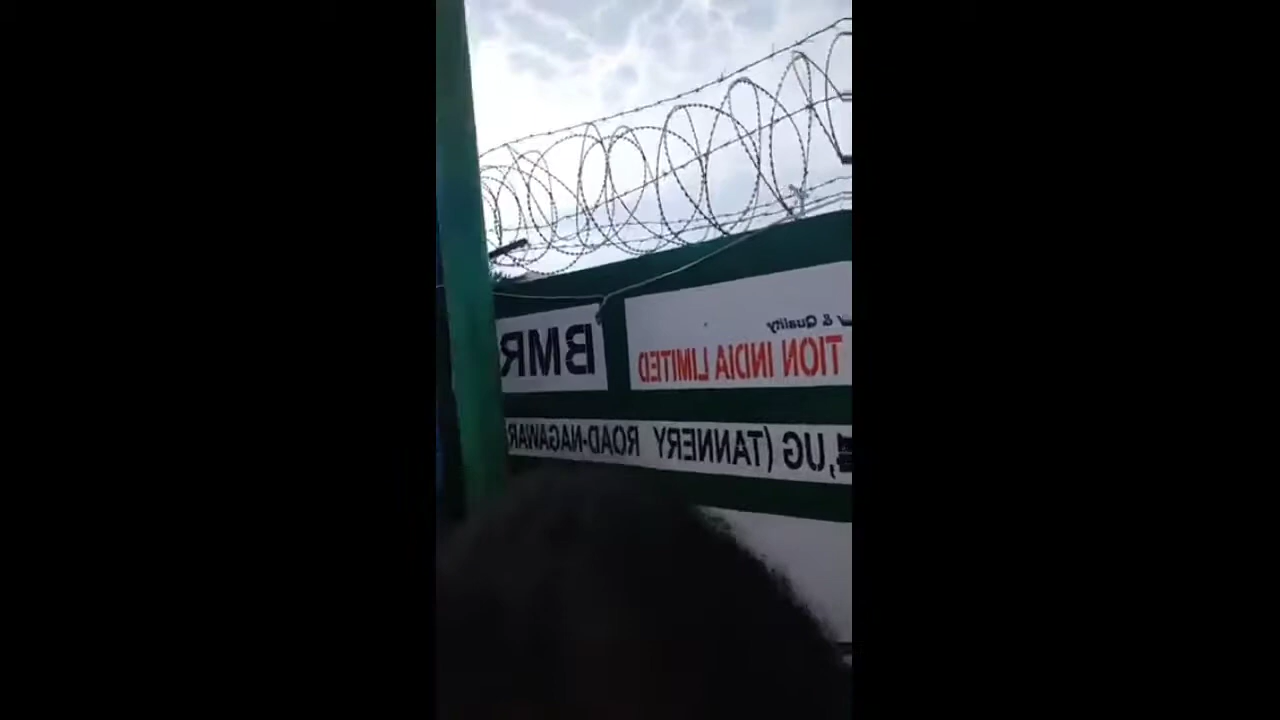 & Quality
TION INDIA LIMITED
BMR
,UG (TANNERY ROAD-NAGAWAR